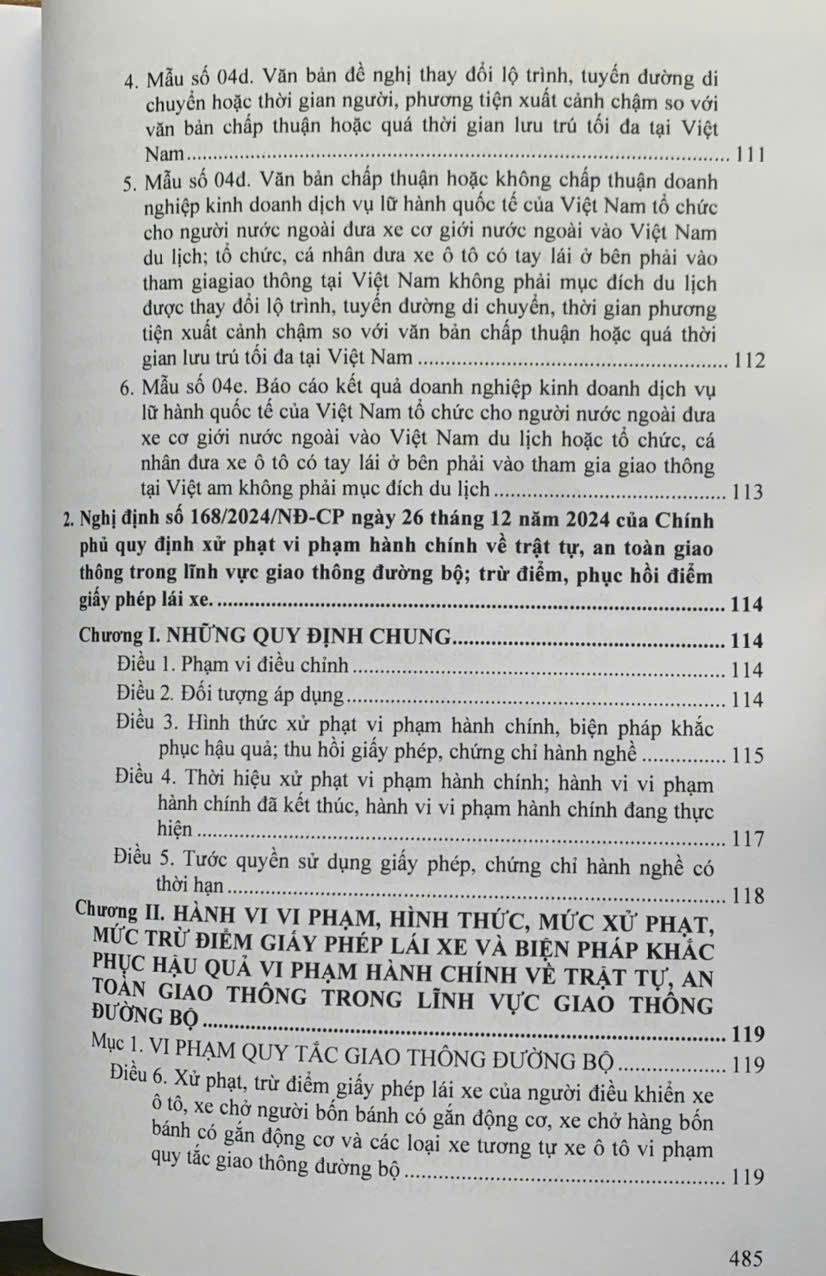 4. Mẫu số 04d. Văn bản đề nghị thay đổi lộ trình, tuyến đường di
chuyển hoặc thời gian người, phương tiện xuất cảnh chậm so với
văn bản chấp thuận hoặc quá thời gian lưu trú tối đa tại Việt
Nam ........ 111
5. Mẫu số 04d. Văn bản chấp thuận hoặc không chấp thuận doanh
nghiệp kinh doanh dịch vụ lữ hành quốc tế của Việt Nam tổ chức
cho người nước ngoài đưa xe cơ giới nước ngoài vào Việt Nam
du lịch; tổ chức, cá nhân đưa xe ô tô có tay lái ở bên phải vào
tham giagiao thông tại Việt Nam không phải mục đích du lịch
được thay đổi lộ trình, tuyến đường di chuyển, thời gian phương
tiện xuất cảnh chậm so với văn bản chấp thuận hoặc quá thời
gian lưu trú tối đa tại Việt Nam ........ 112
6. Mẫu số 04e. Báo cáo kết quả doanh nghiệp kinh doanh dịch vụ
lữ hành quốc tế của Việt Nam tổ chức cho người nước ngoài đưa
xe cơ giới nước ngoài vào Việt Nam du lịch hoặc tổ chức, cá
nhân đưa xe ô tô có tay lái ở bên phải vào tham gia giao thông
tại Việt am không phải mục đích du lịch ........ 113
2. Nghị định số 168/2024/NĐ-CP ngày 26 tháng 12 năm 2024 của Chính
phủ quy định xử phạt vi phạm hành chính về trật tự, an toàn giao
thông trong lĩnh vực giao thông đường bộ; trừ điểm, phục hồi điểm
giấy phép lái xe. ........ 114
Chương I. NHỮNG QUY ĐỊNH CHUNG ........ 114
Điều 1. Phạm vi điều chỉnh ........ 114
Điều 2. Đối tượng áp dụng ........ 114
Điều 3. Hình thức xử phạt vi phạm hành chính, biện pháp khắc
phục hậu quả; thu hồi giấy phép, chứng chỉ hành nghề ........ 115
Điều 4. Thời hiệu xử phạt vi phạm hành chính; hành vi vi phạm
hành chính đã kết thúc, hành vi vi phạm hành chính đang thực
hiện ........ 117
Điều 5. Tước quyền sử dụng giấy phép, chứng chỉ hành nghề có
thời hạn ........ 118
Chương II. HÀNH VI VI PHẠM, HÌNH THỨC, MỨC XỬ PHẠT,
MỨC TRỪ ĐIỂM GIẤY PHÉP LÁI XE VÀ BIỆN PHÁP KHẮC
PHỤC HẬU QUẢ VI PHẠM HÀNH CHÍNH VỀ TRẬT TỰ, AN
TOÀN GIAO THÔNG TRONG LĨNH VỰC GIAO THÔNG
ĐƯỜNG BỘ ........ 119
Mục 1. VI PHẠM QUY TẮC GIAO THÔNG ĐƯỜNG BỘ ........ 119
Điều 6. Xử phạt, trừ điểm giấy phép lái xe của người điều khiển xe
ô tô, xe chở người bốn bánh có gắn động cơ, xe chở hàng bốn
bánh có gắn động cơ và các loại xe tương tự xe ô tô vi phạm
quy tắc giao thông đường bộ ........ 119
485